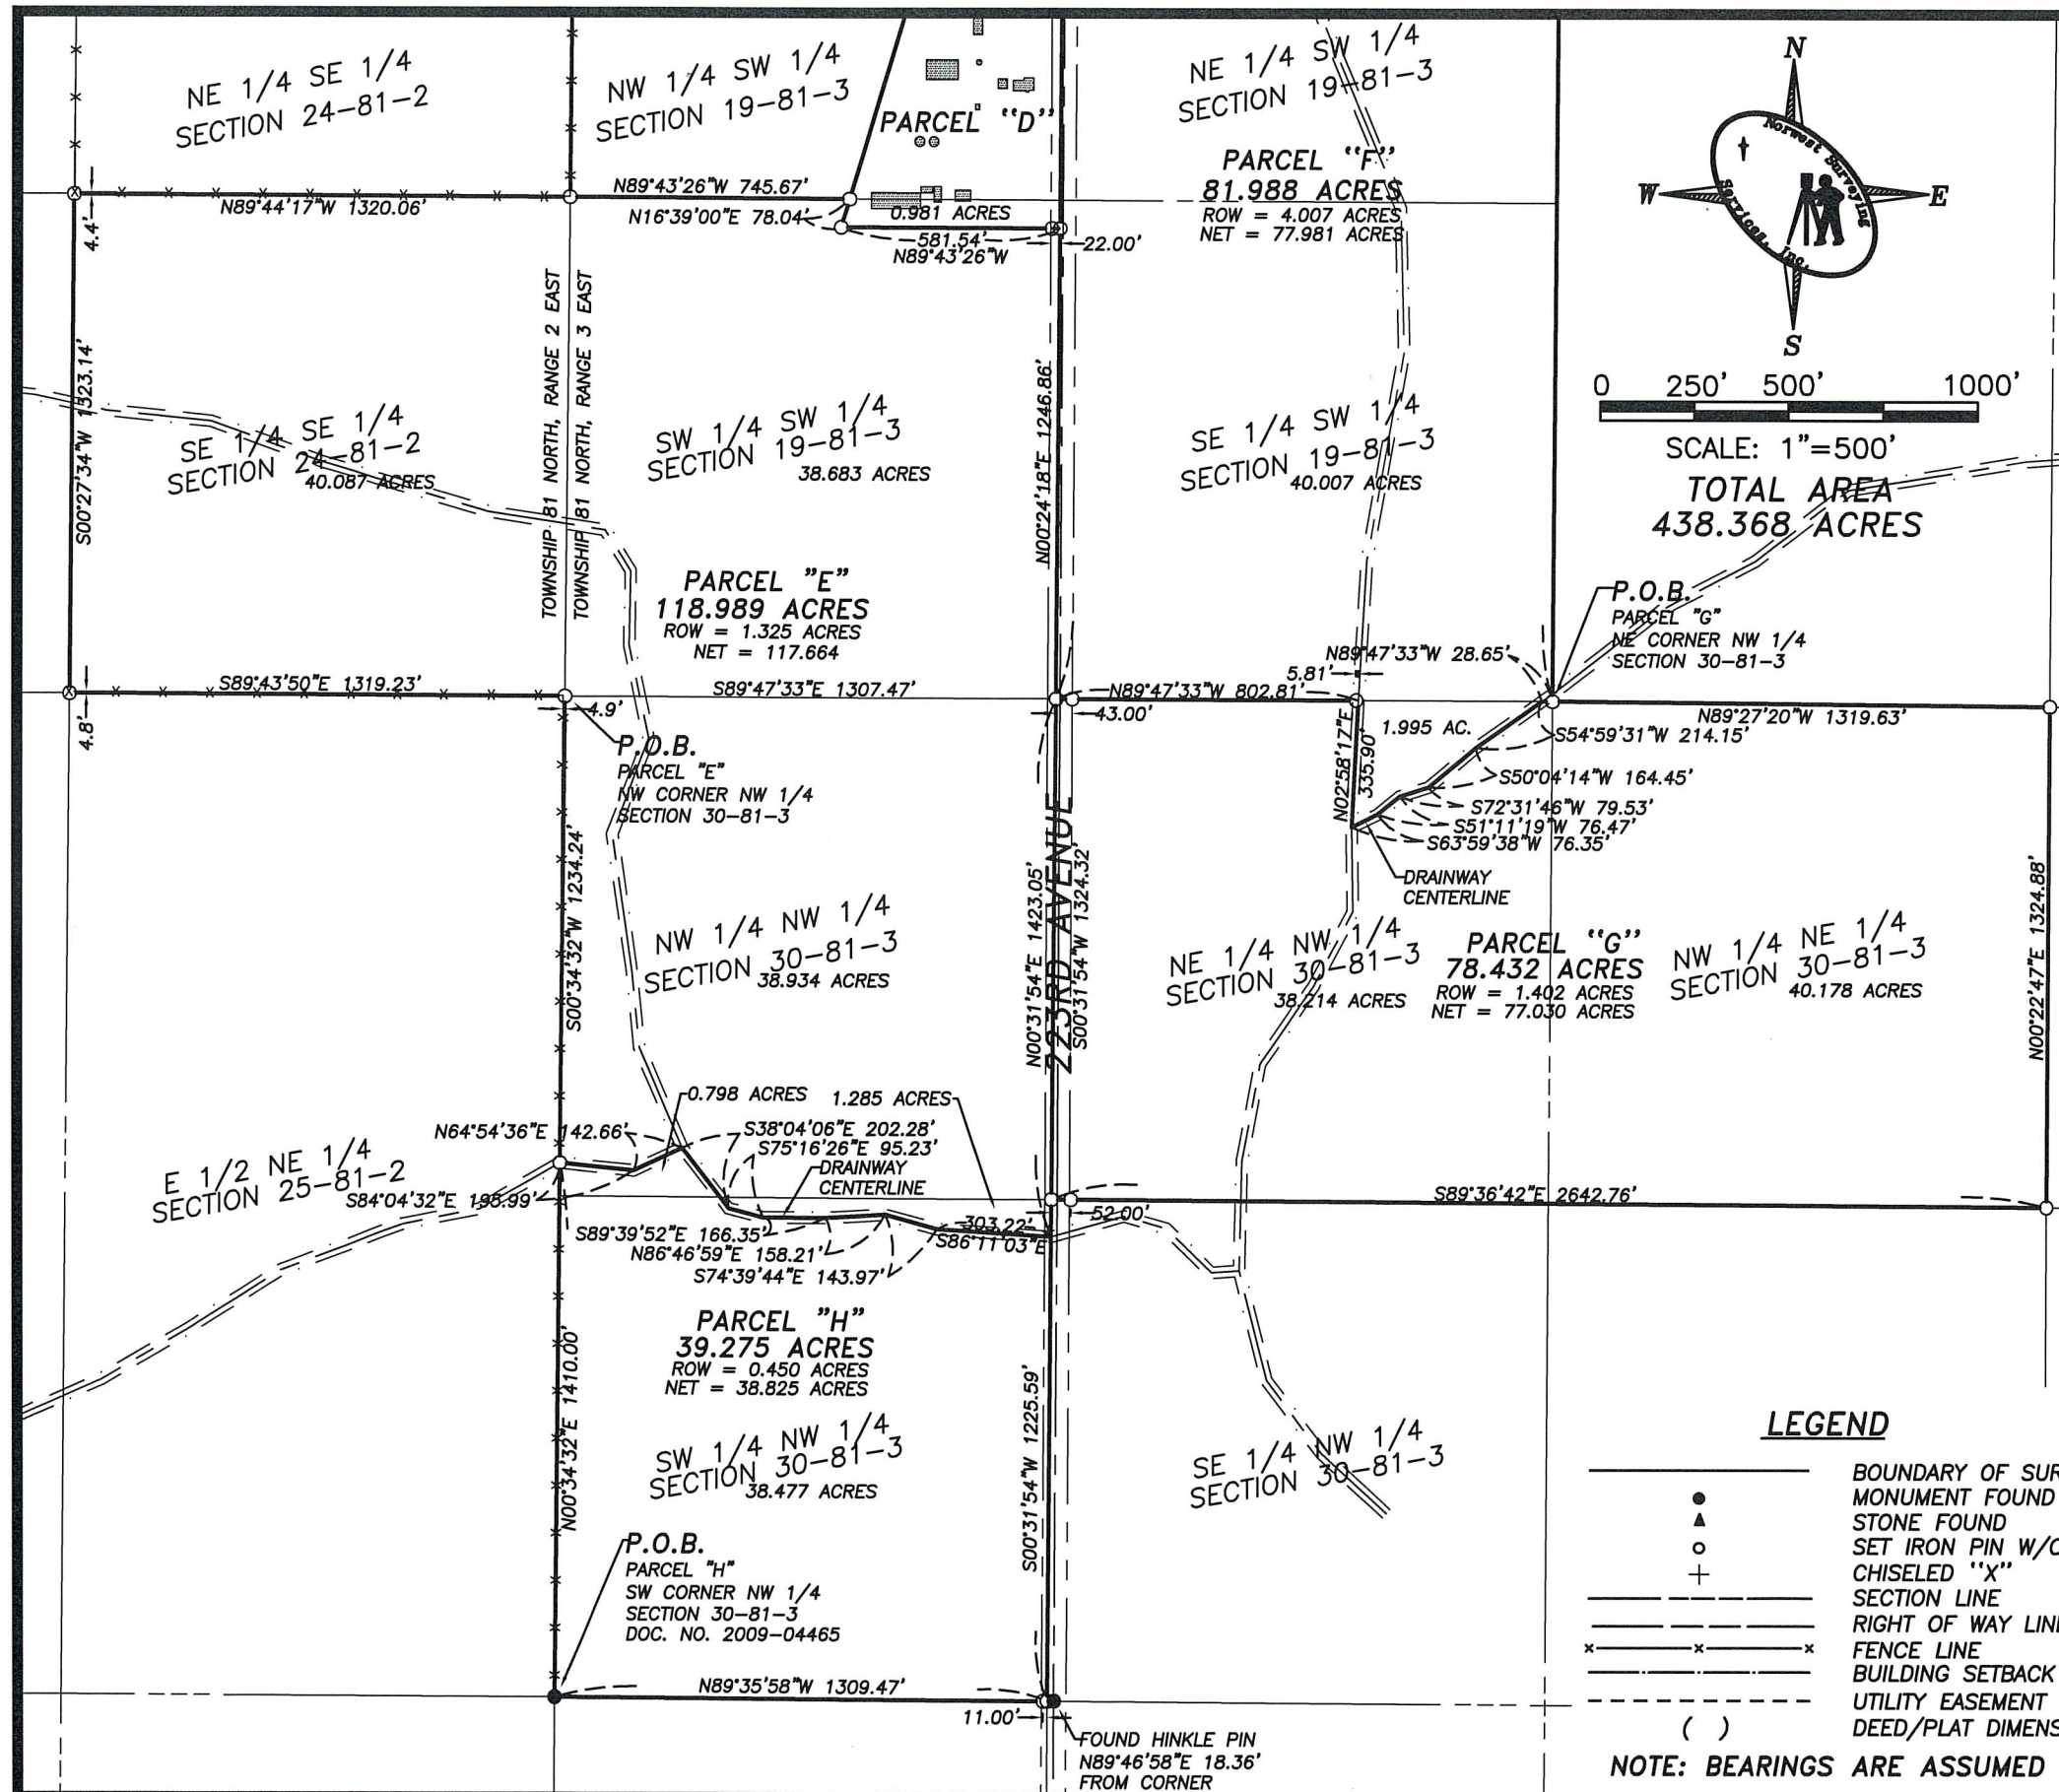 NE 1/4 SE 1/4
SECTION 24-81-2
NW 1/4 SW 1/4
SECTION 19-81-3
PARCEL "D"
NE 1/4 SW 1/4
SECTION 19-81-3
PARCEL "F"
81.988 ACRES
ROW = 4.007 ACRES
NET = 77.981 ACRES
N
W
E
S
Norwest Surveying
Services, Inc.
N89°44'17"W 1320.06'
4.4'
N89°43'26"W 745.67'
N16°39'00"E 78.04'
0.981 ACRES
581.54'
N89°43'26"W
22.00'
0 250' 500' 1000'
SCALE: 1"=500'
TOTAL AREA
438.368 ACRES
S00°27'34"W 1323.14'
TOWNSHIP 81 NORTH, RANGE 2 EAST
TOWNSHIP 81 NORTH, RANGE 3 EAST
N00°24'18"E 1246.86'
SE 1/4 SE 1/4
SECTION 24-81-2
40.087 ACRES
SW 1/4 SW 1/4
SECTION 19-81-3
38.683 ACRES
SE 1/4 SW 1/4
SECTION 19-81-3
40.007 ACRES
PARCEL "E"
118.989 ACRES
ROW = 1.325 ACRES
NET = 117.664
P.O.B.
PARCEL "G"
NE CORNER NW 1/4
SECTION 30-81-3
N89°47'33"W 28.65'
5.81'
S89°43'50"E 1319.23'
4.8'
4.9'
S89°47'33"E 1307.47'
N89°47'33"W 802.81'
43.00'
N89°27'20"W 1319.63'
P.O.B.
PARCEL "E"
NW CORNER NW 1/4
SECTION 30-81-3
N02°58'17"E
335.90'
1.995 AC.
S54°59'31"W 214.15'
S50°04'14"W 164.45'
S72°31'46"W 79.53'
S51°11'19"W 76.47'
S63°59'38"W 76.35'
DRAINWAY
CENTERLINE
S00°34'32"W 1234.24'
N00°31'54"E 1423.05'
223RD AVENUE
S00°31'54"W 1324.32'
N00°22'47"E 1324.88'
NW 1/4 NW 1/4
SECTION 30-81-3
38.934 ACRES
NE 1/4 NW 1/4
SECTION 30-81-3
38.214 ACRES
PARCEL "G"
78.432 ACRES
ROW = 1.402 ACRES
NET = 77.030 ACRES
NW 1/4 NE 1/4
SECTION 30-81-3
40.178 ACRES
0.798 ACRES
1.285 ACRES
N64°54'36"E 142.66'
S38°04'06"E 202.28'
S75°16'26"E 95.23'
DRAINWAY
CENTERLINE
E 1/2 NE 1/4
SECTION 25-81-2
S84°04'32"E 195.99'
S89°39'52"E 166.35'
N86°46'59"E 158.21'
S74°39'44"E 143.97'
303.22'
S86°11'03"E
52.00'
S89°36'42"E 2642.76'
PARCEL "H"
39.275 ACRES
ROW = 0.450 ACRES
NET = 38.825 ACRES
N00°34'32"E 1410.00'
S00°31'54"W 1225.59'
SW 1/4 NW 1/4
SECTION 30-81-3
38.477 ACRES
SE 1/4 NW 1/4
SECTION 30-81-3
P.O.B.
PARCEL "H"
SW CORNER NW 1/4
SECTION 30-81-3
DOC. NO. 2009-04465
N89°35'58"W 1309.47'
11.00'
FOUND HINKLE PIN
N89°46'58"E 18.36'
FROM CORNER
LEGEND
BOUNDARY OF SUR
MONUMENT FOUND
STONE FOUND
SET IRON PIN W/C
CHISELED "X"
SECTION LINE
RIGHT OF WAY LINE
FENCE LINE
BUILDING SETBACK
UTILITY EASEMENT
( ) DEED/PLAT DIMENS
NOTE: BEARINGS ARE ASSUMED